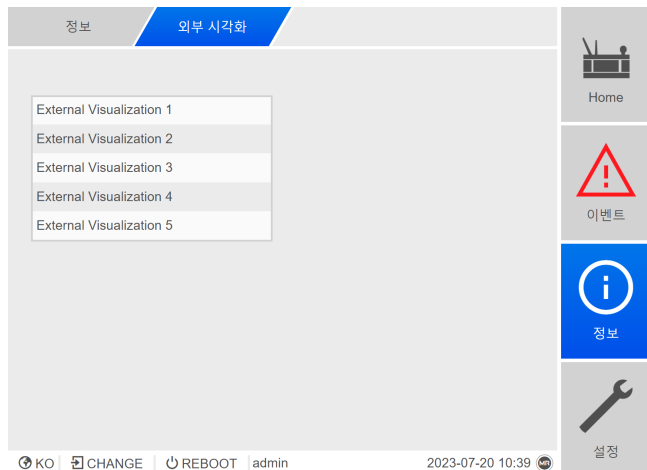 정보
외부 시각화
External Visualization 1
External Visualization 2
External Visualization 3
External Visualization 4
External Visualization 5
Home
이벤트
정보
설정
KO CHANGE REBOOT admin 2023-07-20 10:39 MR